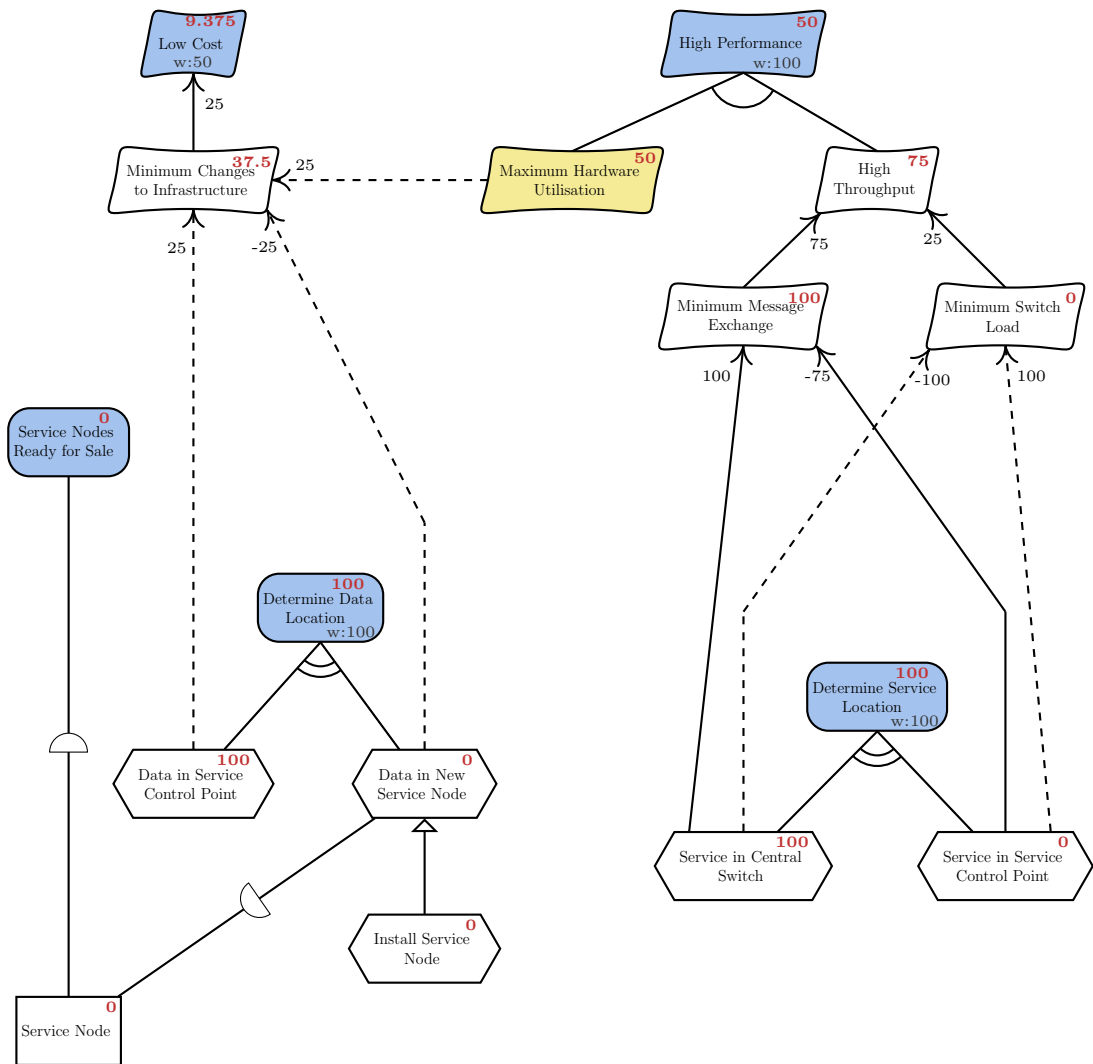 9.375
Low Cost
w:50
50
High Performance
w:100
25
37.5
Minimum Changes
to Infrastructure
25
50
Maximum Hardware
Utilisation
75
High
Throughput
25
-25
75
25
100
Minimum Message
Exchange
0
Minimum Switch
Load
100
-75
-100
100
0
Service Nodes
Ready for Sale
100
Determine Data
Location
w:100
100
Determine Service
Location
w:100
100
Data in Service
Control Point
0
Data in New
Service Node
100
Service in Central
Switch
0
Service in Service
Control Point
0
Install Service
Node
0
Service Node